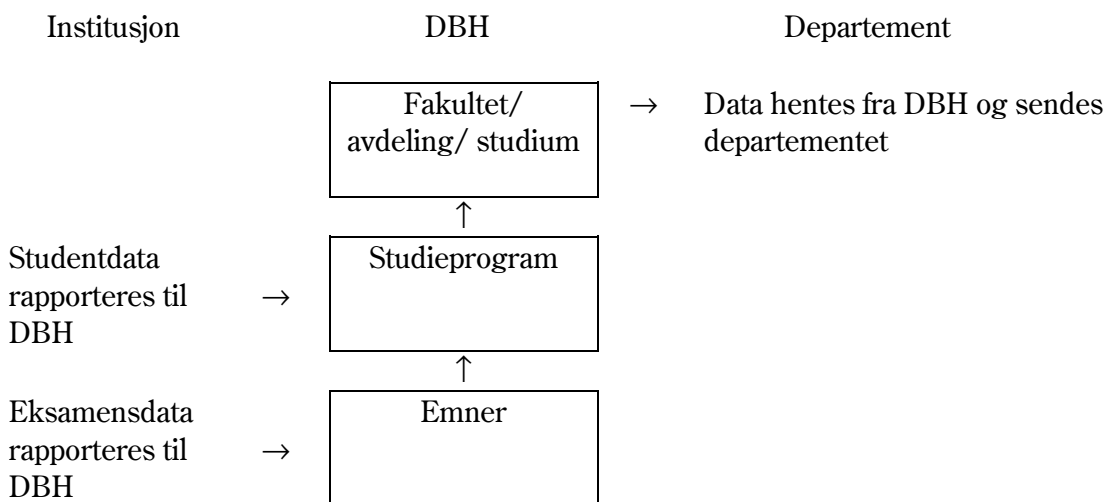 Institusjon DBH Departement
Fakultet/ → Data hentes fra DBH og sendes
avdeling/ studium departementet
↑
Studentdata Studieprogram
rapporteres til →
DBH
↑
Eksamensdata Emner
rapporteres til →
DBH